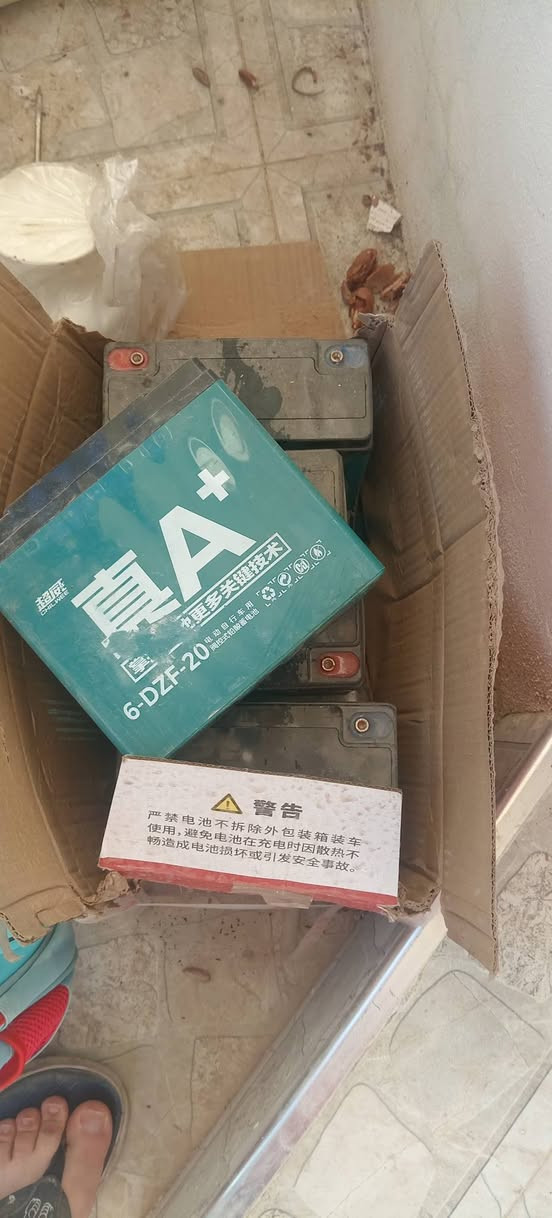 超威
CHILWEE
真A+
更多关键技术
6-DZF-20
电动自行车用
阀控式铅酸蓄电池
警告
严禁电池不拆除外包装箱装车
使用,避免电池在充电时因散热不
畅造成电池损坏或引发安全事故。